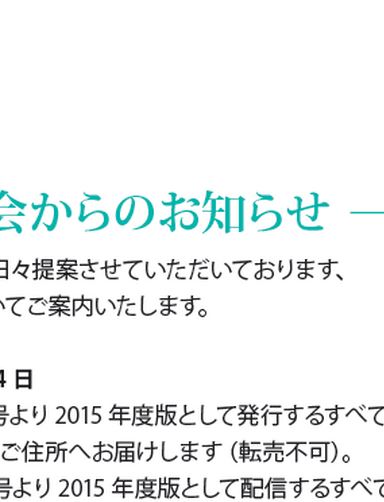 会からのお知らせ —
日々提案させていただいております、
いてご案内いたします。
4 日
号より 2015 年度版として発行するすべて
ご住所へお届けします（転売不可）。
号より 2015 年度版として配信するすべて